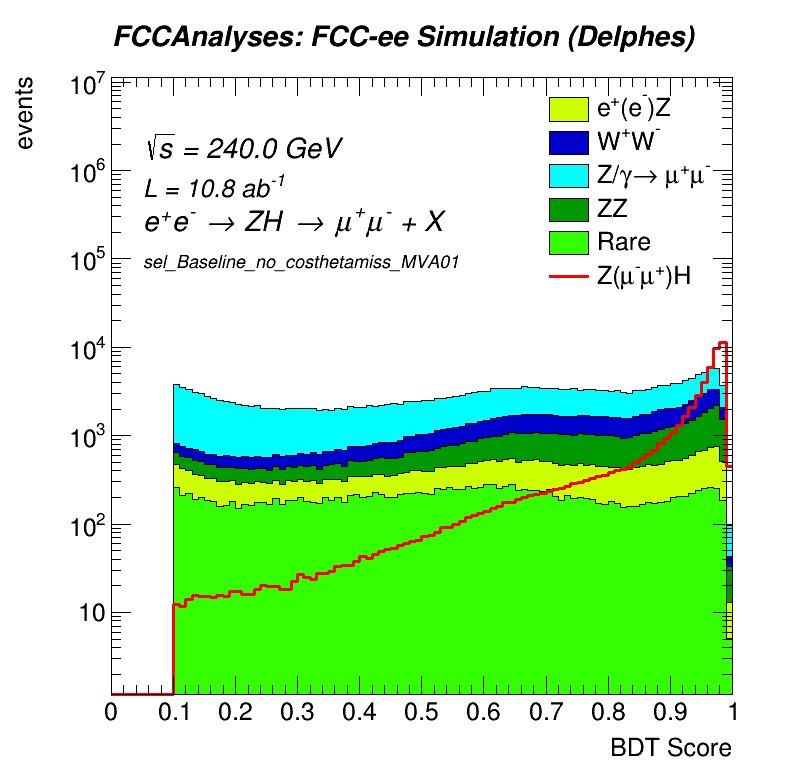 FCCAnalyses: FCC-ee Simulation (Delphes)
events
10⁷
10⁶
10⁵
10⁴
10³
10²
10
√s = 240.0 GeV
L = 10.8 ab⁻¹
e⁺e⁻ → ZH → μ⁺μ⁻ + X
sel_Baseline_no_costhetamiss_MVA01
e⁺(e⁻)Z
W⁺W⁻
Z/γ→ μ⁺μ⁻
ZZ
Rare
Z(μ⁻μ⁺)H
0 0.1 0.2 0.3 0.4 0.5 0.6 0.7 0.8 0.9 1
BDT Score